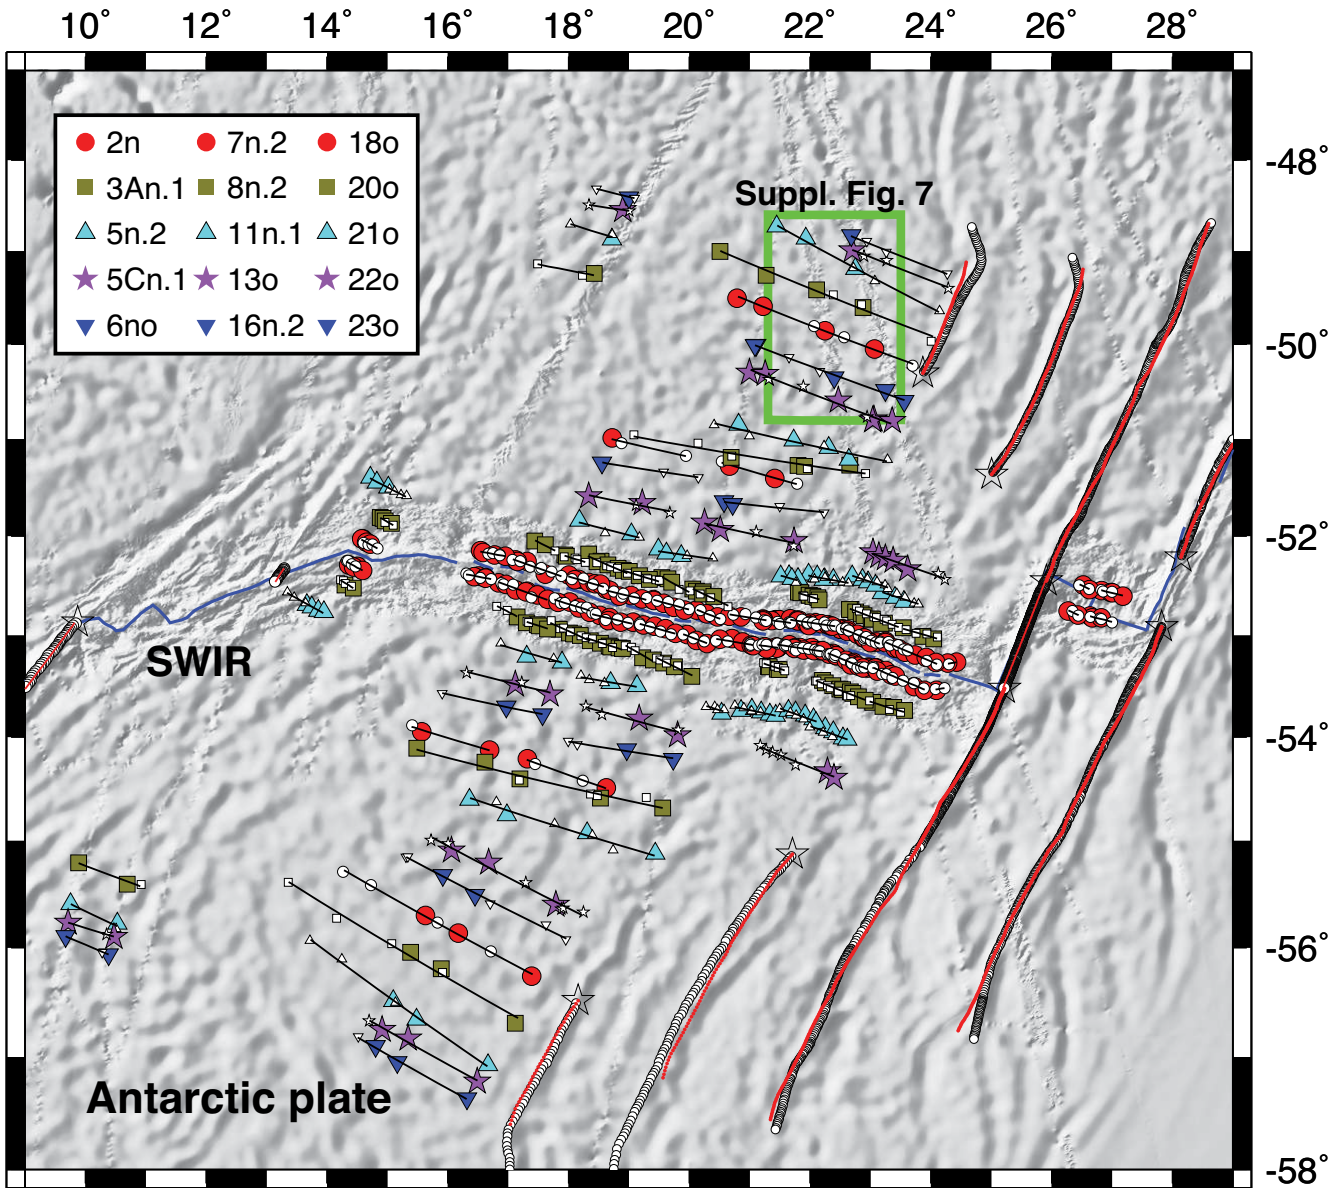 10° 12° 14° 16° 18° 20° 22° 24° 26° 28°
2n 7n.2 18o
3An.1 8n.2 20o
5n.2 11n.1 21o
5Cn.1 13o 22o
6no 16n.2 23o
Suppl. Fig. 7
-48°
-50°
-52°
-54°
-56°
-58°
SWIR
Antarctic plate